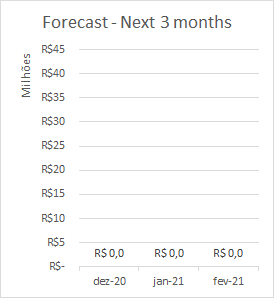 Forecast - Next 3 months
Milhões
R$45
R$40
R$35
R$30
R$25
R$20
R$15
R$10
R$5
R$-
R$ 0,0 R$ 0,0 R$ 0,0
dez-20 jan-21 fev-21